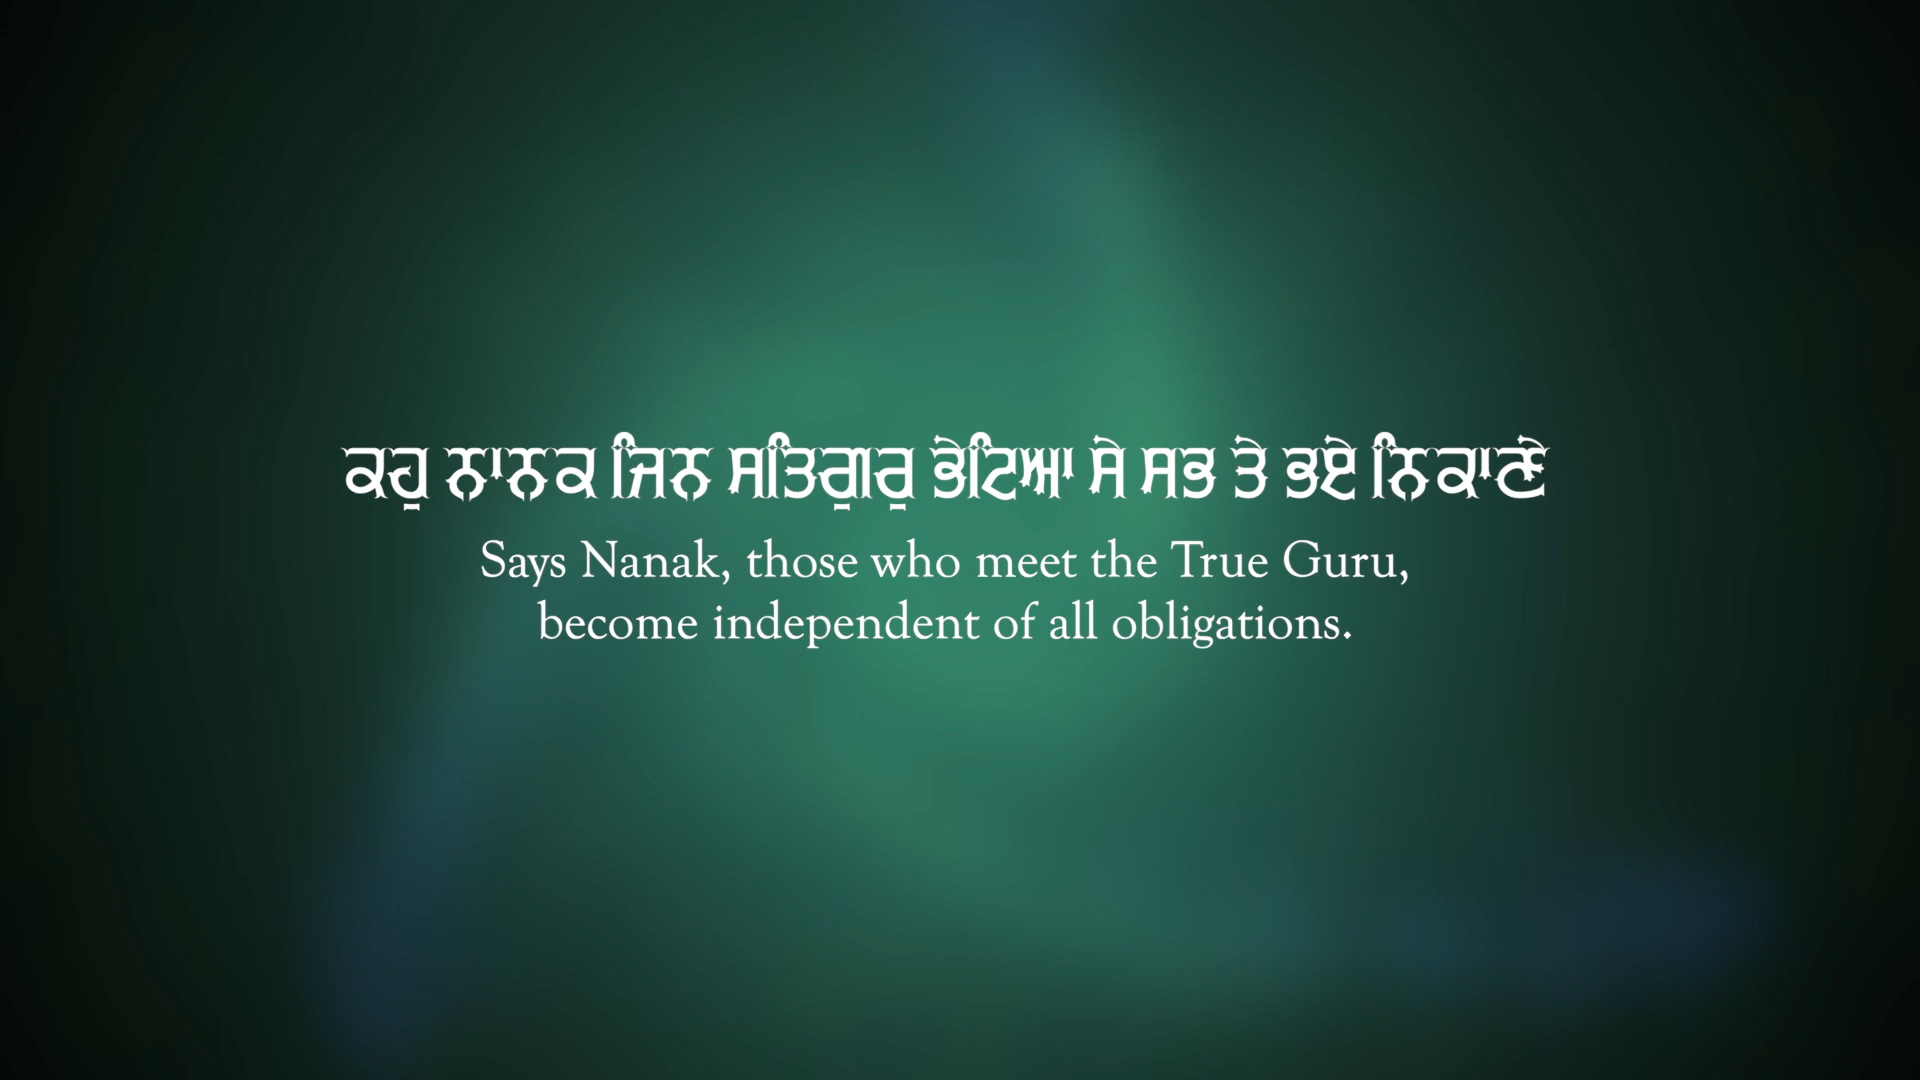 ਕਹੁ ਨਾਨਕ ਜਿਨ ਸਤਿਗੁਰੁ ਭੇਟਿਆ ਸੇ ਸਭ ਤੇ ਭਏ ਨਿਕਾਣੇ
Says Nanak, those who meet the True Guru,
become independent of all obligations.